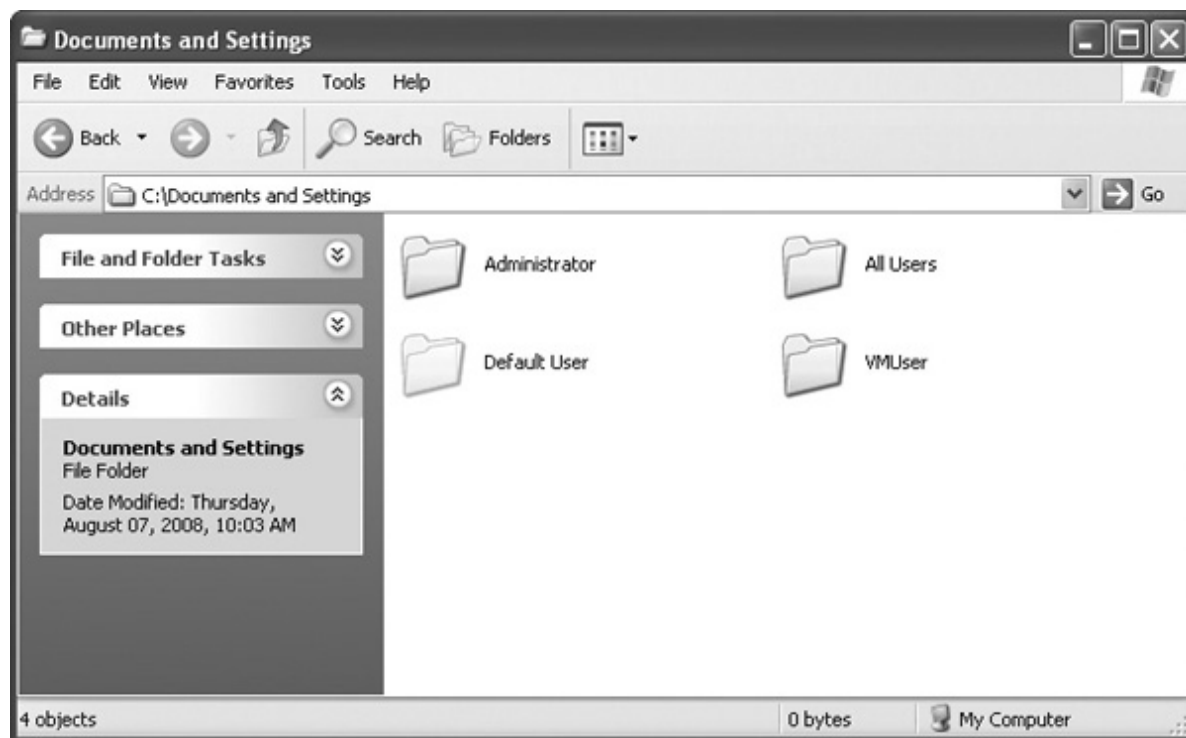 Documents and Settings
File Edit View Favorites Tools Help
Back Search Folders
Address C:\Documents and Settings Go
File and Folder Tasks
Other Places
Details
Documents and Settings
File Folder
Date Modified: Thursday,
August 07, 2008, 10:03 AM
Administrator All Users
Default User VMUser
4 objects 0 bytes My Computer